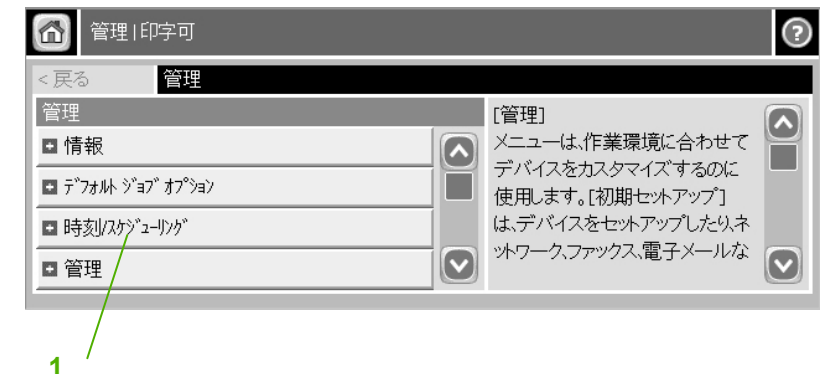 管理 | 印字可
?
< 戻る
管理
管理
情報
ﾃﾞﾌｫﾙﾄ ｼﾞｮﾌﾞ ｵﾌﾟｼｮﾝ
時刻/ｽｹｼﾞｭｰﾘﾝｸﾞ
管理
[管理]
メニューは、作業環境に合わせて
デバイスをカスタマイズするのに
使用します。[初期セットアップ]
は、デバイスをセットアップしたり、ネ
ットワーク、ファックス、電子メールな
1